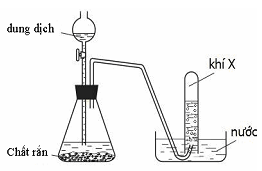 dung dịch
khí X
nước
Chất rắn